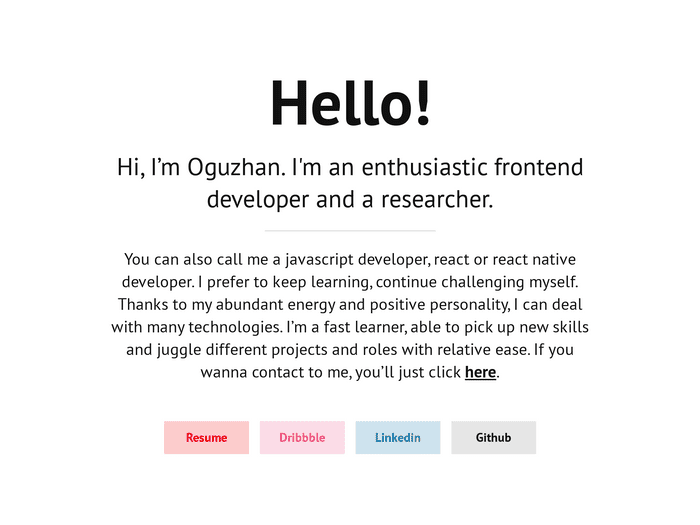 Hello!
Hi, I’m Oguzhan. I'm an enthusiastic frontend
developer and a researcher.
You can also call me a javascript developer, react or react native
developer. I prefer to keep learning, continue challenging myself.
Thanks to my abundant energy and positive personality, I can deal
with many technologies. I’m a fast learner, able to pick up new skills
and juggle different projects and roles with relative ease. If you
wanna contact to me, you’ll just click here.
Resume
Dribbble
Linkedin
Github